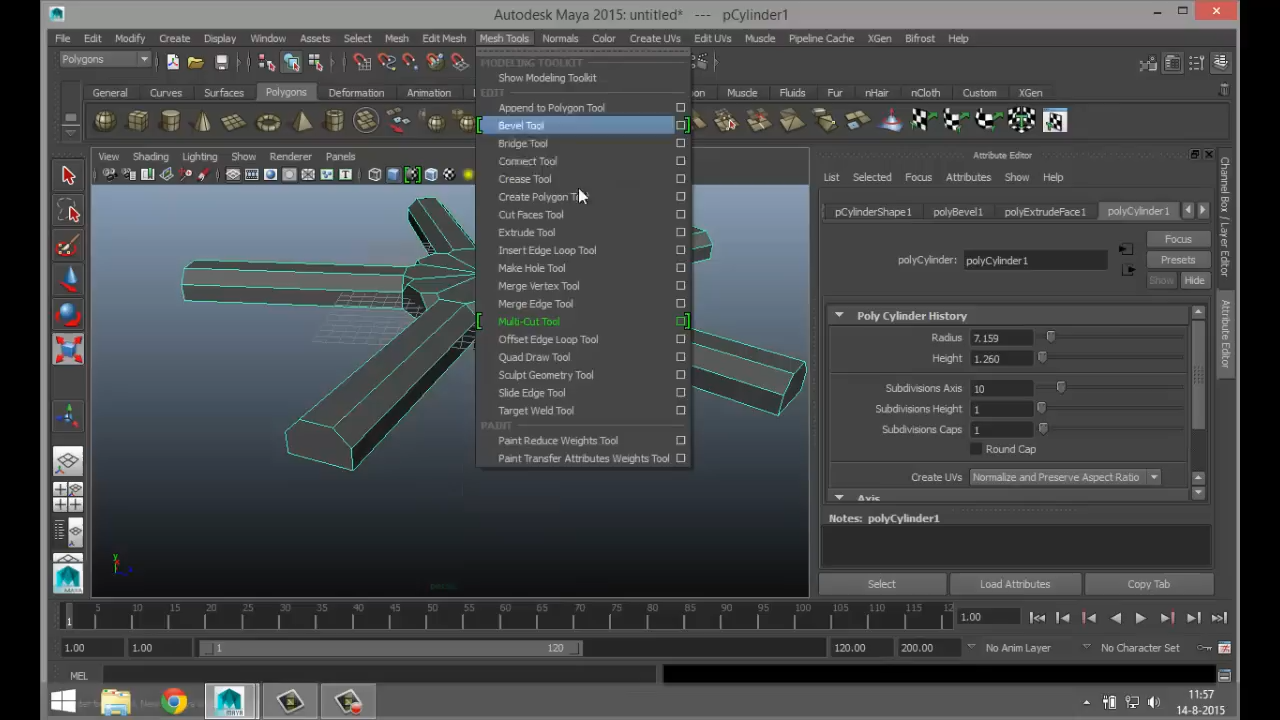 Autodesk Maya 2015: untitled* --- pCylinder1
File Edit Modify Create Display Window Assets Select Mesh Edit Mesh Mesh Tools Normals Color Create UVs Edit UVs Muscle Pipeline Cache XGen Bifrost Help
Polygons
General Curves Surfaces Polygons Deformation Animation Muscle Fluids Fur nHair nCloth Custom XGen
View Shading Lighting Show Renderer Panels
MODELING TOOLKIT
Show Modeling Toolkit
EDIT
Append to Polygon Tool
Bevel Tool
Bridge Tool
Connect Tool
Crease Tool
Create Polygon
Cut Faces Tool
Extrude Tool
Insert Edge Loop Tool
Make Hole Tool
Merge Vertex Tool
Merge Edge Tool
Multi-Cut Tool
Offset Edge Loop Tool
Quad Draw Tool
Sculpt Geometry Tool
Slide Edge Tool
Target Weld Tool
PAINT
Paint Reduce Weights Tool
Paint Transfer Attributes Weights Tool
Attribute Editor
List Selected Focus Attributes Show Help
pCylinderShape1 polyBevel1 polyExtrudeFace1 polyCylinder1
polyCylinder: polyCylinder1
Focus
Presets
Show Hide
Poly Cylinder History
Radius 7.159
Height 1.260
Subdivisions Axis 10
Subdivisions Height 1
Subdivisions Caps 1
Round Cap
Create UVs Normalize and Preserve Aspect Ratio
Axis
Notes: polyCylinder1
Select Load Attributes Copy Tab
Channel Box / Layer Editor
Attribute Editor
y
persp
MAYA
1 5 10 15 20 25 30 35 40 45 50 55 60 65 70 75 80 85 90 95 100 105 110 115 12
1.00
1.00 1.00 1 120 120.00 200.00 No Anim Layer No Character Set
MEL
11:57
14-8-2015